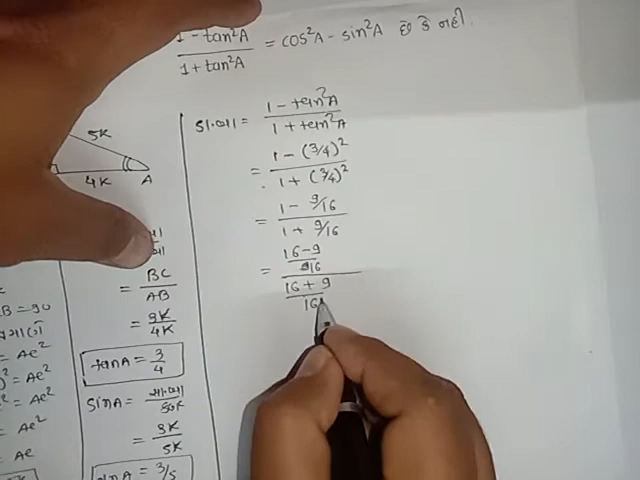 1 - tan²A / 1 + tan²A = cos²A - sin²A છે કે નહી.
5K
4K A
ડા.બા = 1 - tan²A / 1 + tan²A
= 1 - (3/4)² / 1 + (3/4)²
= 1 - 9/16 / 1 + 9/16
= 16-9 / 16 / 16+9 / 16
= BC / AB
= 3K / 4K
tanA = 3/4
sinA =
= 3K / 5K
sinA = 3/5
B = 90
= AC²
= AC²
= AC²
= AC²
= AC